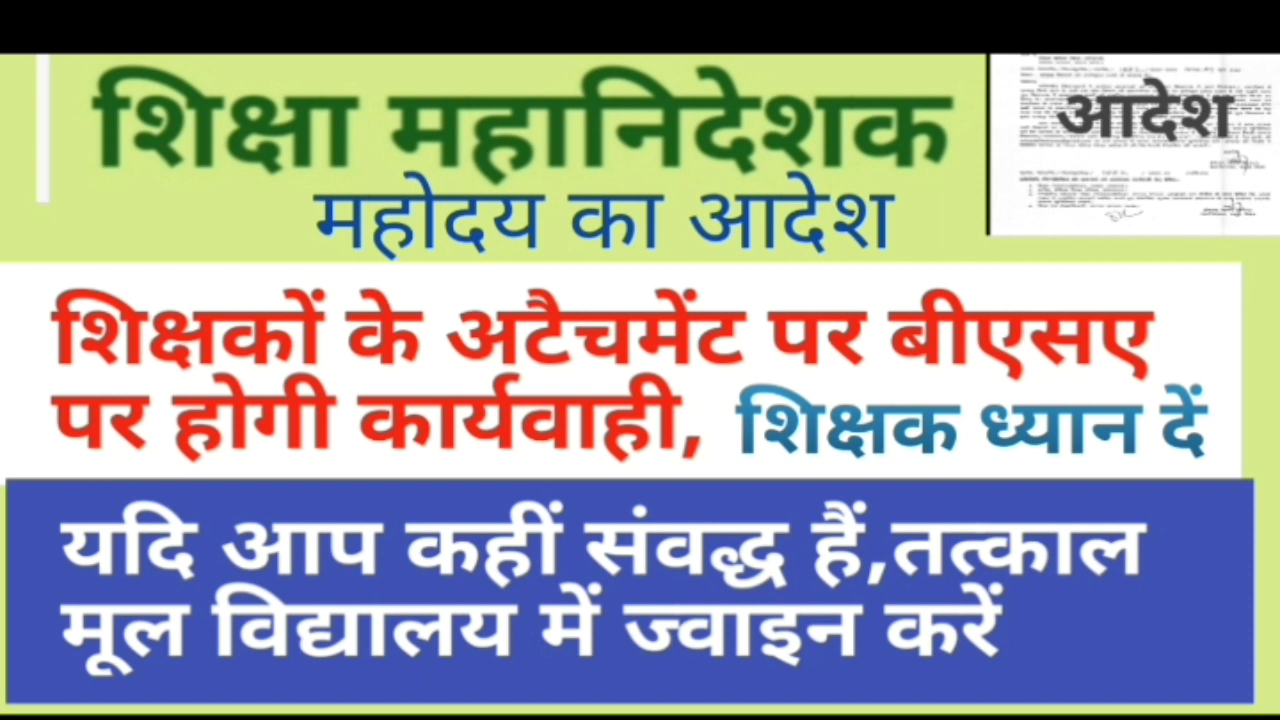 शिक्षा महानिदेशक
आदेश
महोदय का आदेश
शिक्षकों के अटैचमेंट पर बीएसए
पर होगी कार्यवाही, शिक्षक ध्यान दें
यदि आप कहीं संवद्ध हैं,तत्काल
मूल विद्यालय में ज्वाइन करें